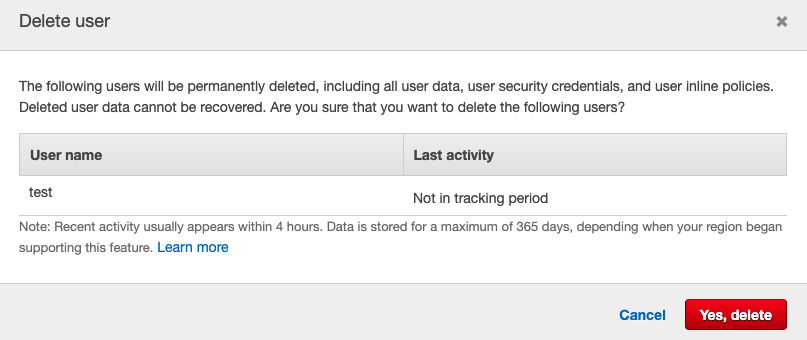 Delete user
The following users will be permanently deleted, including all user data, user security credentials, and user inline policies.
Deleted user data cannot be recovered. Are you sure that you want to delete the following users?
User name
Last activity
test
Not in tracking period
Note: Recent activity usually appears within 4 hours. Data is stored for a maximum of 365 days, depending when your region began
supporting this feature. Learn more
Cancel
Yes, delete